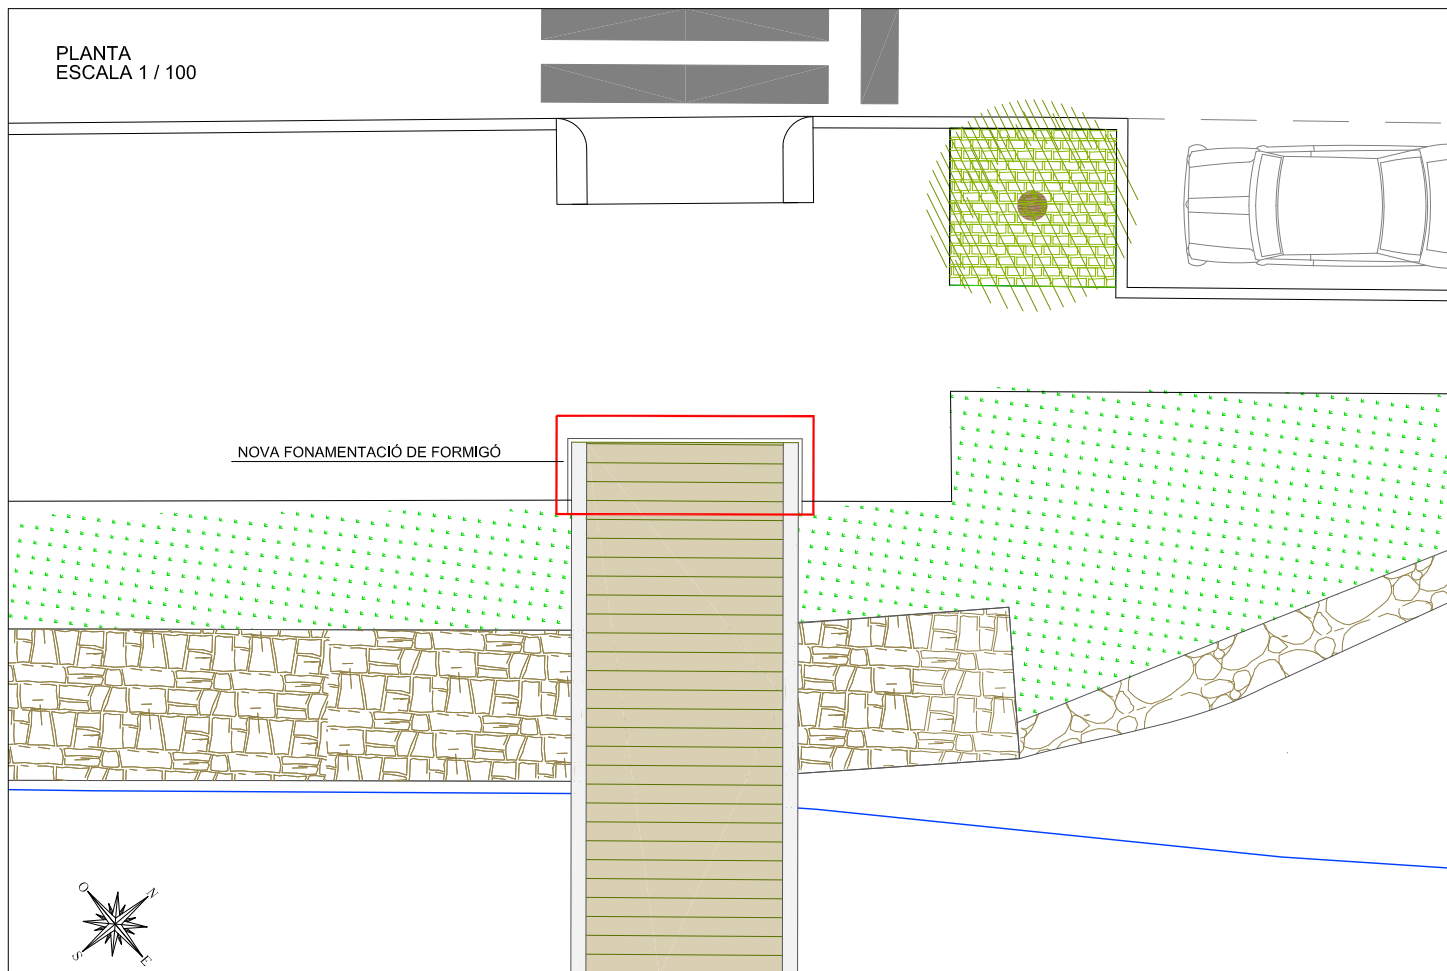 PLANTA
ESCALA 1 / 100
NOVA FONAMENTACIÓ DE FORMIGÓ
O N
S E